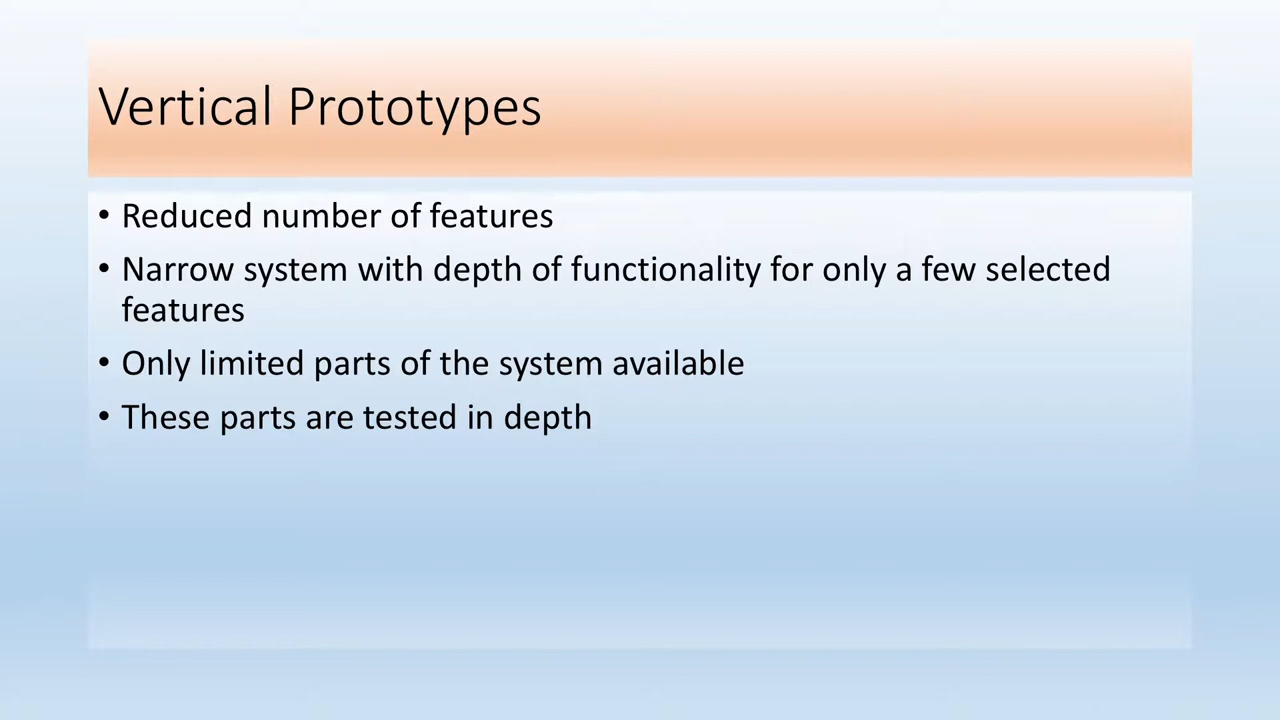 Vertical Prototypes
• Reduced number of features
• Narrow system with depth of functionality for only a few selected
features
• Only limited parts of the system available
• These parts are tested in depth